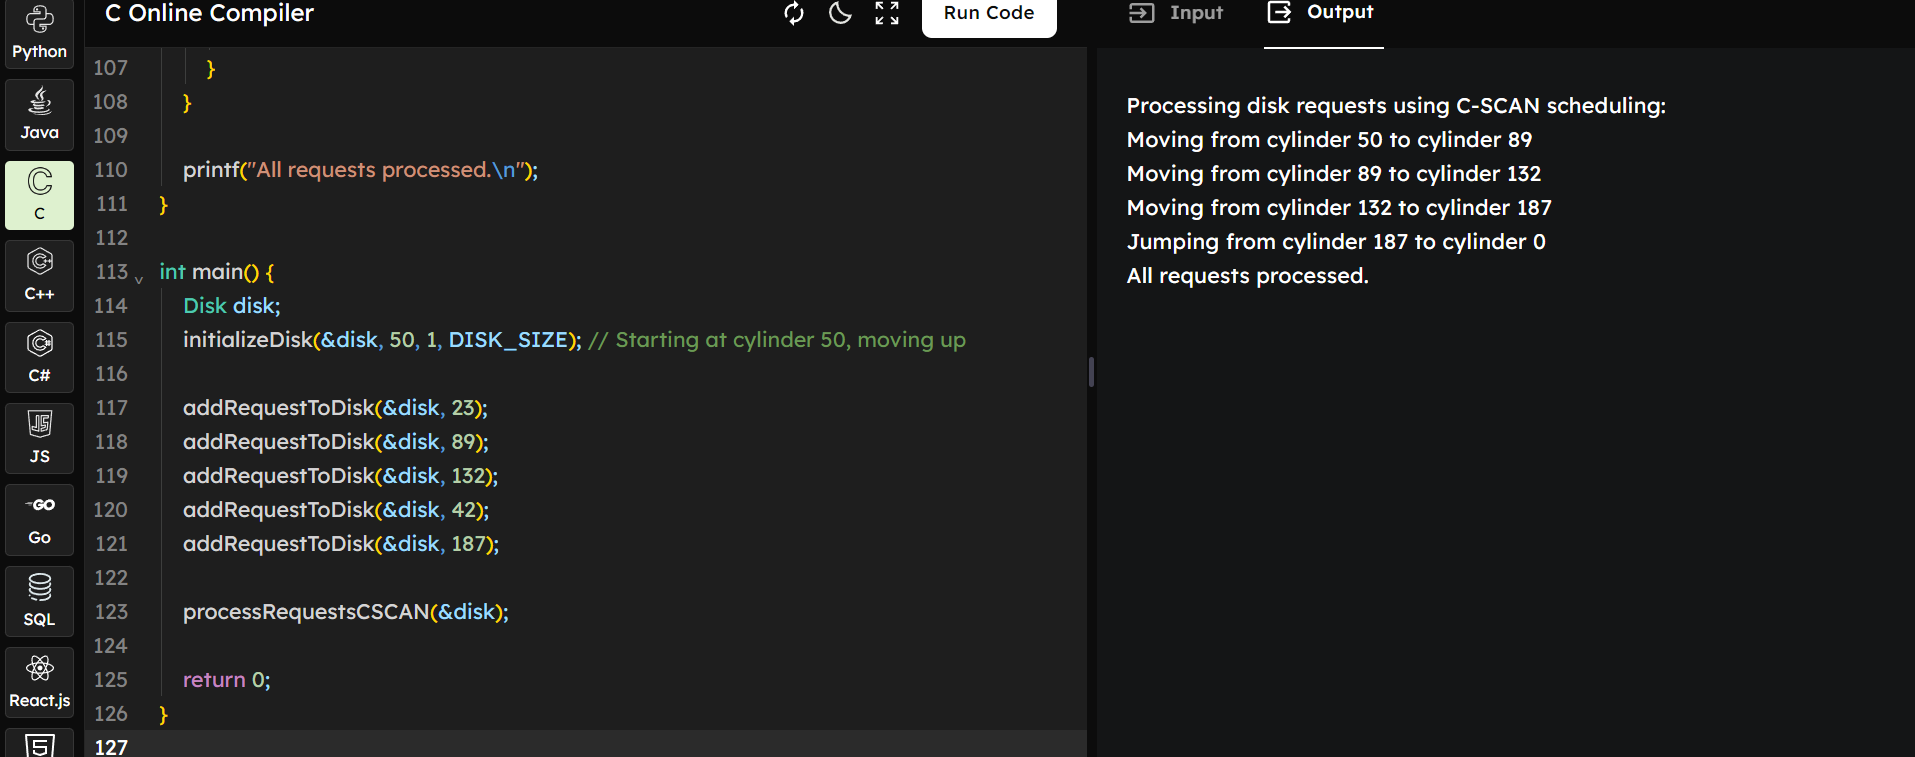 C Online Compiler
Run Code
Input
Output
Python
Java
C
C++
C#
JS
GO
Go
SQL
React.js
107 }
108 }
109
110 printf("All requests processed.\n");
111 }
112
113 int main() {
114 Disk disk;
115 initializeDisk(&disk, 50, 1, DISK_SIZE); // Starting at cylinder 50, moving up
116
117 addRequestToDisk(&disk, 23);
118 addRequestToDisk(&disk, 89);
119 addRequestToDisk(&disk, 132);
120 addRequestToDisk(&disk, 42);
121 addRequestToDisk(&disk, 187);
122
123 processRequestsCSCAN(&disk);
124
125 return 0;
126 }
127
Processing disk requests using C-SCAN scheduling:
Moving from cylinder 50 to cylinder 89
Moving from cylinder 89 to cylinder 132
Moving from cylinder 132 to cylinder 187
Jumping from cylinder 187 to cylinder 0
All requests processed.